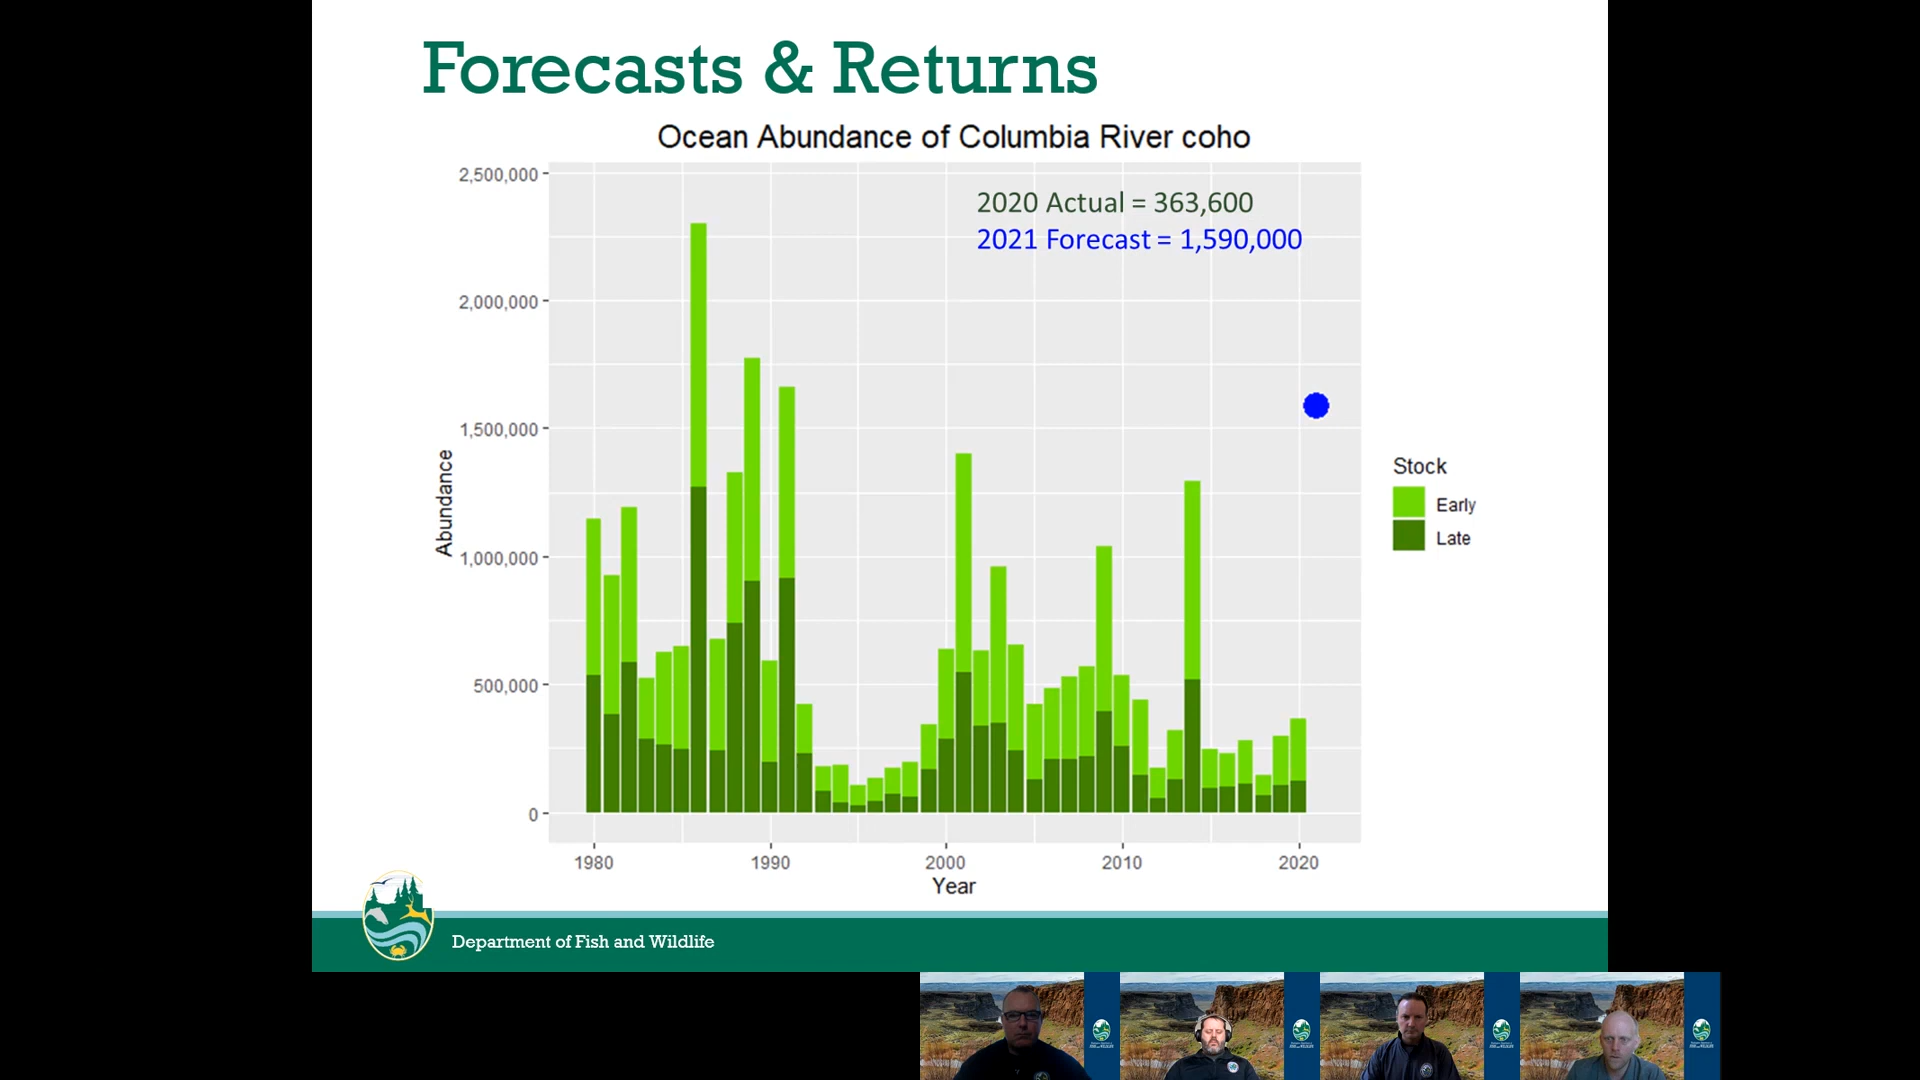 Forecasts & Returns
Ocean Abundance of Columbia River coho
2020 Actual = 363,600
2021 Forecast = 1,590,000
2,500,000
2,000,000
1,500,000
1,000,000
500,000
0
Abundance
1980
1990
2000
2010
2020
Year
Stock
Early
Late
Department of Fish and Wildlife